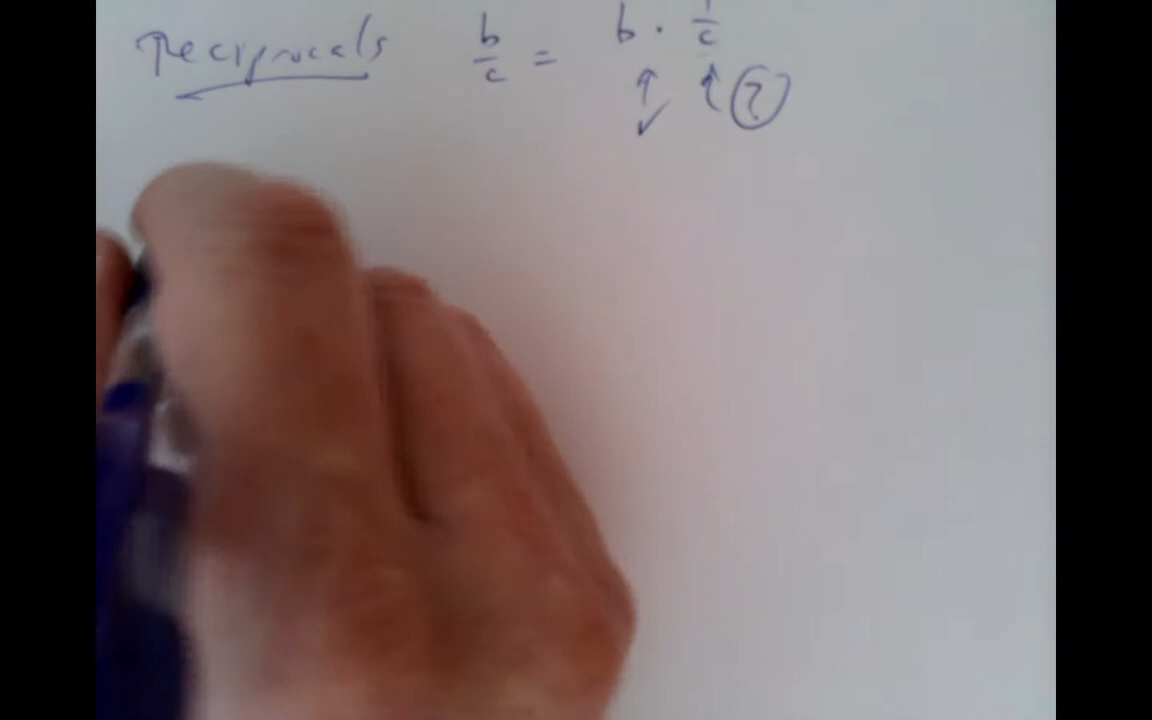 Reciprocals b/c = b · 1/c
↑ ↑ ?
✓